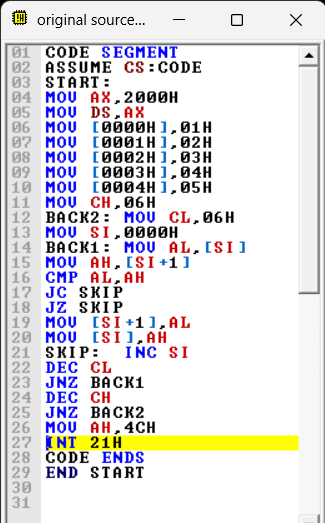 original source...
01 CODE SEGMENT
02 ASSUME CS:CODE
03 START:
04 MOV AX,2000H
05 MOV DS,AX
06 MOV [0000H],01H
07 MOV [0001H],02H
08 MOV [0002H],03H
09 MOV [0003H],04H
10 MOV [0004H],05H
11 MOV CH,06H
12 BACK2: MOV CL,06H
13 MOV SI,0000H
14 BACK1: MOV AL,[SI]
15 MOV AH,[SI+1]
16 CMP AL,AH
17 JC SKIP
18 JZ SKIP
19 MOV [SI+1],AL
20 MOV [SI],AH
21 SKIP:  INC SI
22 DEC CL
23 JNZ BACK1
24 DEC CH
25 JNZ BACK2
26 MOV AH,4CH
27 INT 21H
28 CODE ENDS
29 END START
30
31